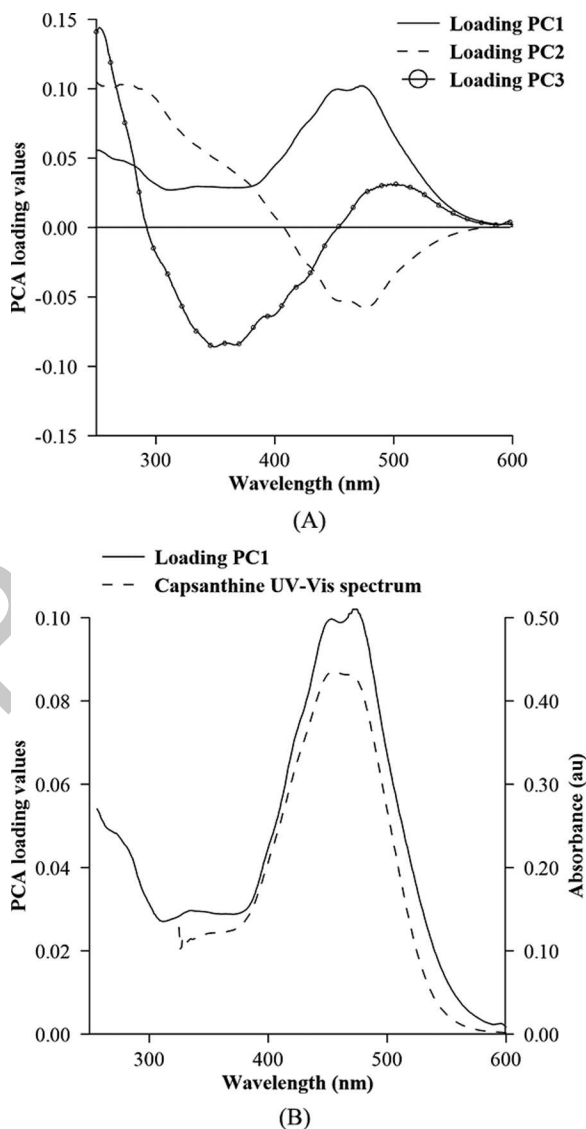 0.15
0.10
0.05
0.00
-0.05
-0.10
-0.15
PCA loading values
Loading PC1
Loading PC2
Loading PC3
300 400 500 600
Wavelength (nm)
(A)
Loading PC1
Capsanthine UV-Vis spectrum
0.10
0.08
0.06
0.04
0.02
0.00
PCA loading values
0.50
0.40
0.30
0.20
0.10
0.00
Absorbance (au)
300 400 500 600
Wavelength (nm)
(B)